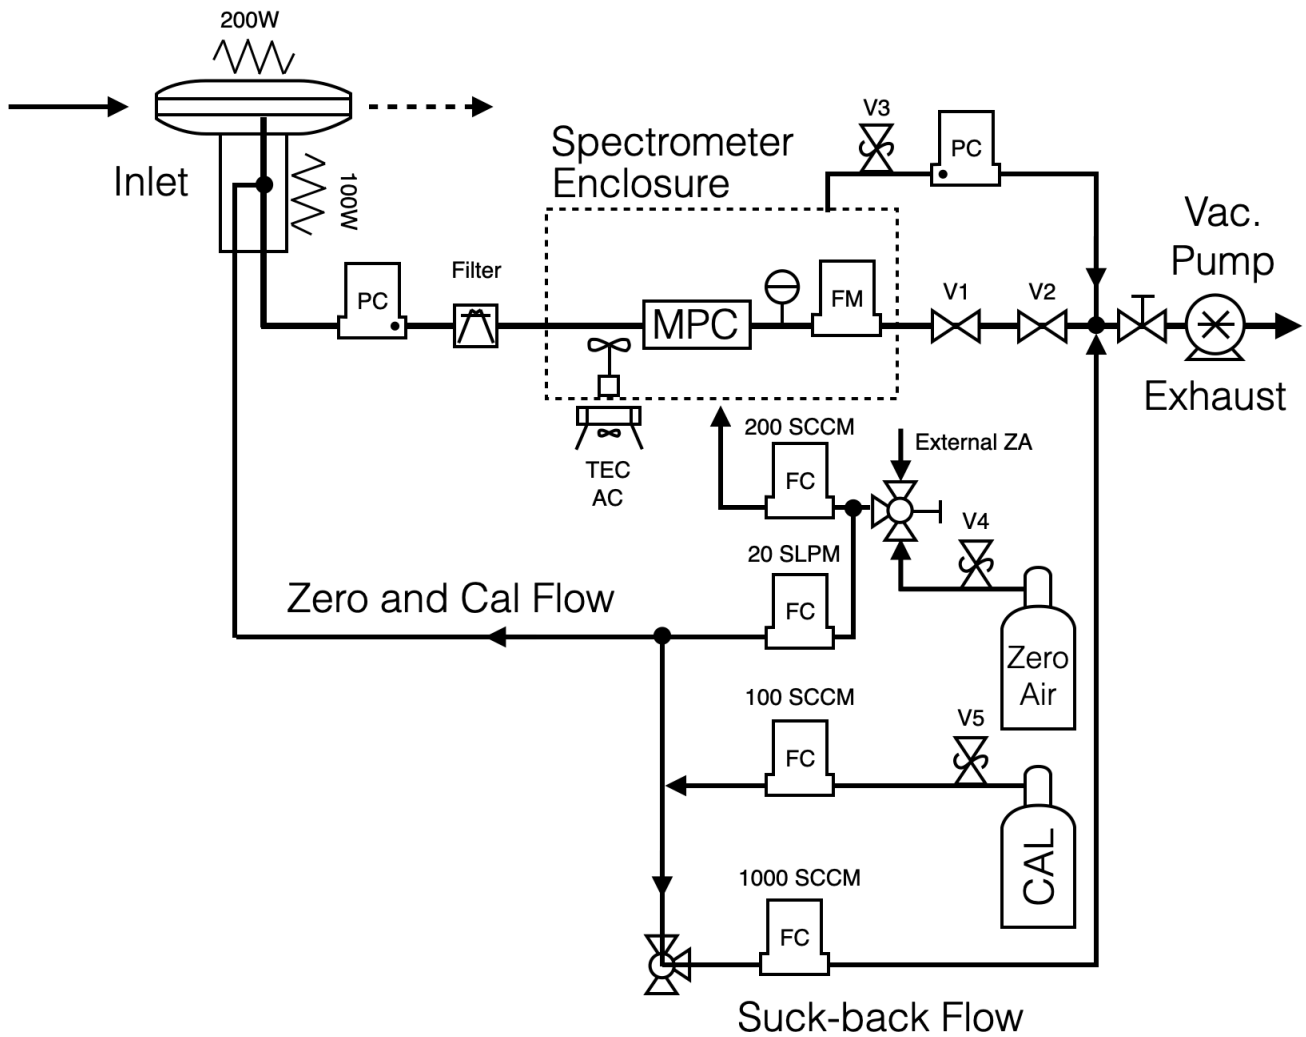 200W
V3
PC
Spectrometer
Enclosure
Inlet
100W
Vac.
Pump
Filter
PC
FM
V1
V2
MPC
Exhaust
200 SCCM
External ZA
TEC
AC
FC
V4
20 SLPM
Zero and Cal Flow
FC
Zero
Air
100 SCCM
V5
FC
CAL
1000 SCCM
FC
Suck-back Flow